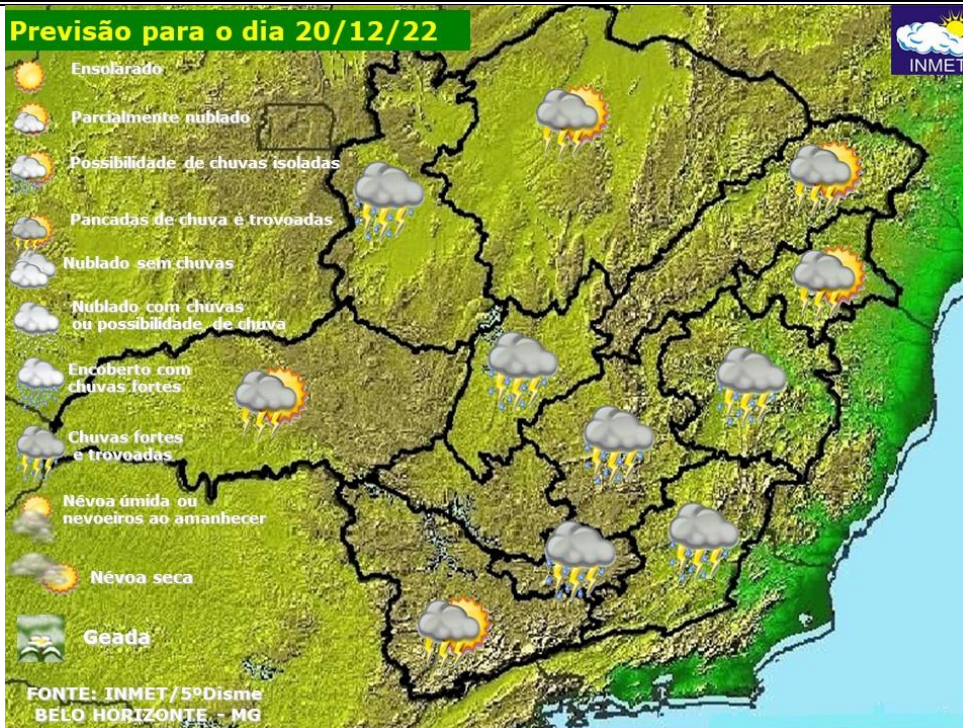 Previsão para o dia 20/12/22
INMET
Ensolarado
Parcialmente nublado
Possibilidade de chuvas isoladas
Pancadas de chuva e trovoadas
Nublado sem chuvas
Nublado com chuvas
ou possibilidade de chuva
Encoberto com
chuvas fortes
Chuvas fortes
e trovoadas
Névoa úmida ou
nevoeiros ao amanhecer
Névoa seca
Geada
FONTE: INMET/5ºDisme
BELO HORIZONTE - MG